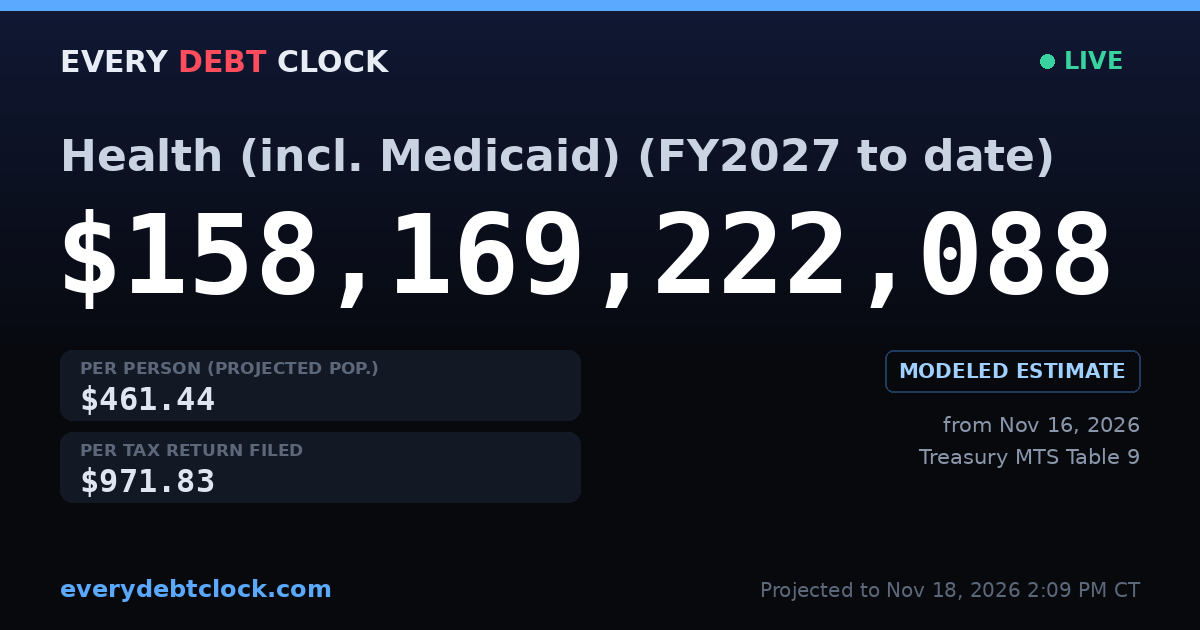 EVERY DEBT CLOCK
LIVE
Health (incl. Medicaid) (FY2027 to date)
$158,169,222,088
PER PERSON (PROJECTED POP.)
$461.44
PER TAX RETURN FILED
$971.83
MODELED ESTIMATE
from Nov 16, 2026
Treasury MTS Table 9
everydebtclock.com
Projected to Nov 18, 2026 2:09 PM CT